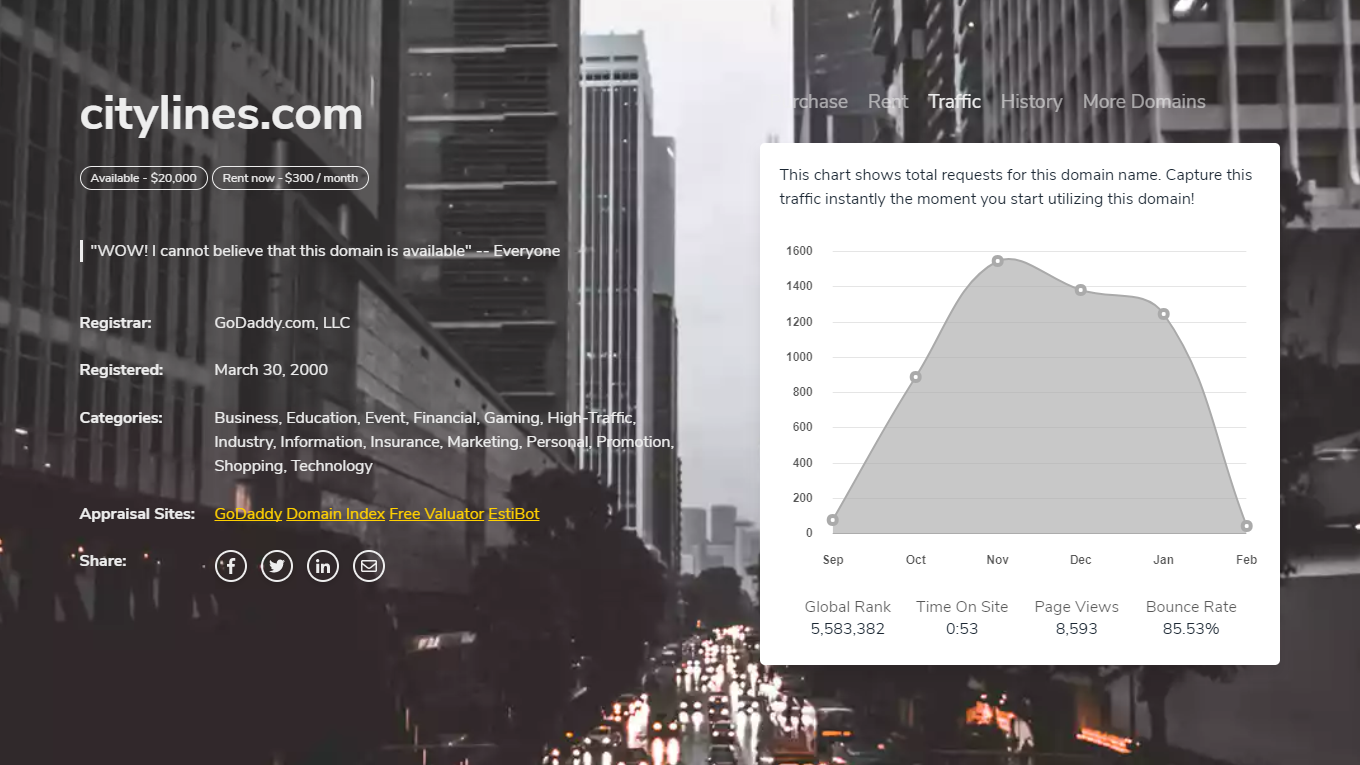 citylines.com
Available - $20,000
Rent now - $300 / month
"WOW! I cannot believe that this domain is available" -- Everyone
Registrar: GoDaddy.com, LLC
Registered: March 30, 2000
Categories: Business, Education, Event, Financial, Gaming, High-Traffic,
Industry, Information, Insurance, Marketing, Personal, Promotion,
Shopping, Technology
Appraisal Sites: GoDaddy Domain Index Free Valuator EstiBot
Share:
rchase Rent Traffic History More Domains
This chart shows total requests for this domain name. Capture this
traffic instantly the moment you start utilizing this domain!
1600
1400
1200
1000
800
600
400
200
0
Sep Oct Nov Dec Jan Feb
Global Rank Time On Site Page Views Bounce Rate
5,583,382 0:53 8,593 85.53%